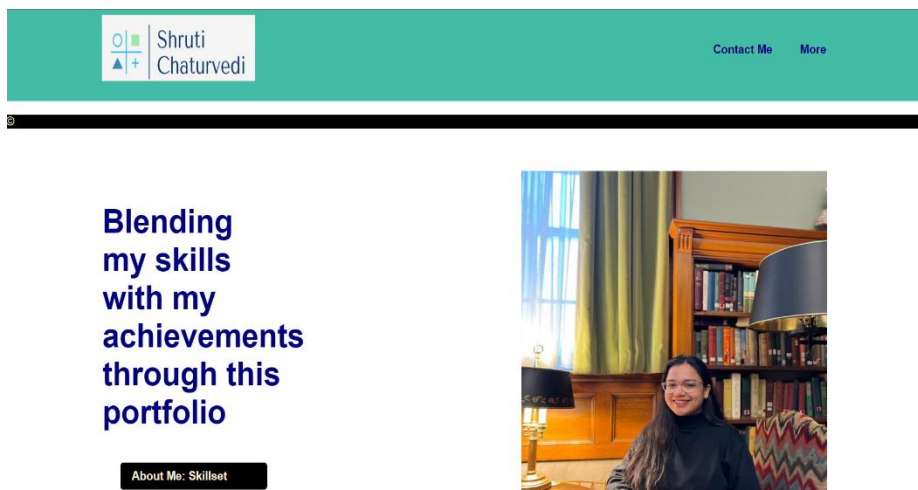 Shruti
Chaturvedi
Contact Me
More
©
Blending
my skills
with my
achievements
through this
portfolio
About Me: Skillset